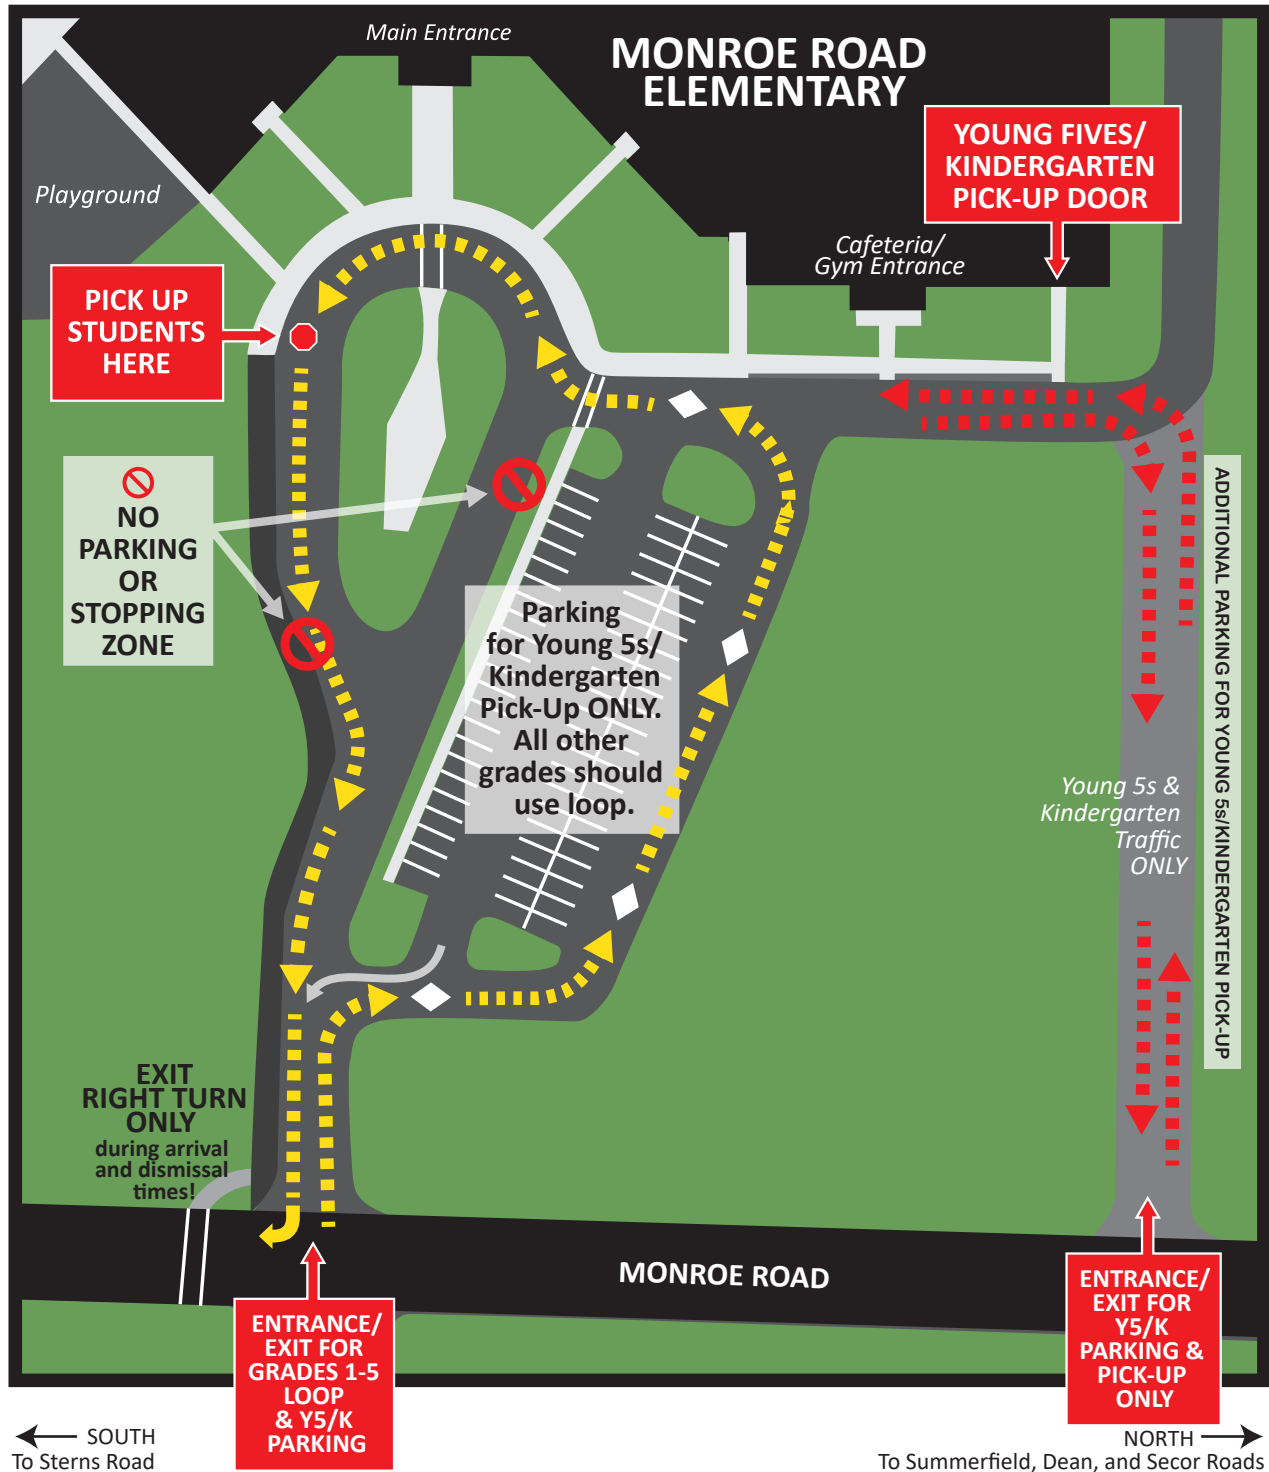 Main Entrance
MONROE ROAD
ELEMENTARY
YOUNG FIVES/
KINDERGARTEN
PICK-UP DOOR
Playground
Cafeteria/
Gym Entrance
PICK UP
STUDENTS
HERE
NO
PARKING
OR
STOPPING
ZONE
Parking
for Young 5s/
Kindergarten
Pick-Up ONLY.
All other
grades should
use loop.
ADDITIONAL PARKING FOR YOUNG 5s/KINDERGARTEN PICK-UP
Young 5s &
Kindergarten
Traffic
ONLY
EXIT
RIGHT TURN
ONLY
during arrival
and dismissal
times!
MONROE ROAD
ENTRANCE/
EXIT FOR
GRADES 1-5
LOOP
& Y5/K
PARKING
ENTRANCE/
EXIT FOR
Y5/K
PARKING &
PICK-UP
ONLY
SOUTH
To Sterns Road
NORTH
To Summerfield, Dean, and Secor Roads